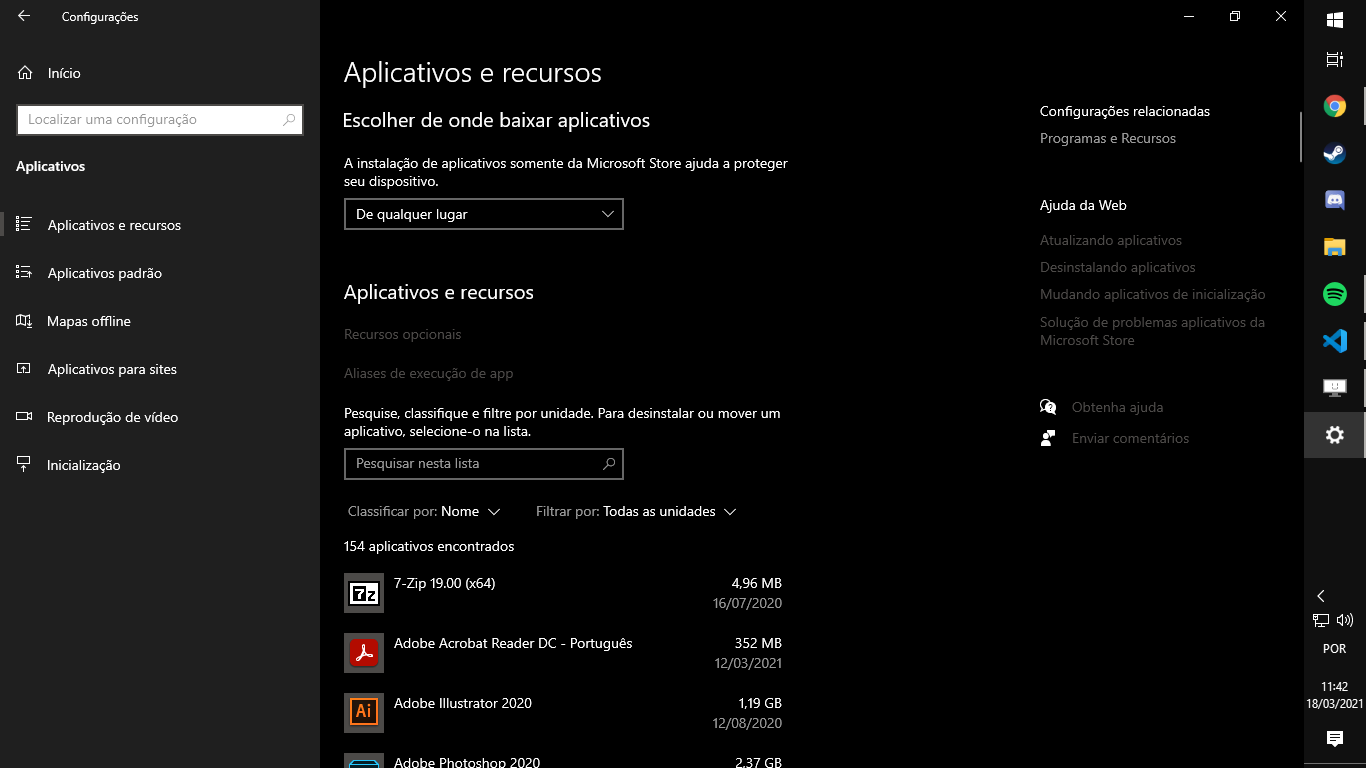 Configurações
Início
Localizar uma configuração
Aplicativos
Aplicativos e recursos
Aplicativos padrão
Mapas offline
Aplicativos para sites
Reprodução de vídeo
Inicialização
Aplicativos e recursos
Escolher de onde baixar aplicativos
A instalação de aplicativos somente da Microsoft Store ajuda a proteger
seu dispositivo.
De qualquer lugar
Aplicativos e recursos
Recursos opcionais
Aliases de execução de app
Pesquise, classifique e filtre por unidade. Para desinstalar ou mover um
aplicativo, selecione-o na lista.
Pesquisar nesta lista
Classificar por: Nome Filtrar por: Todas as unidades
154 aplicativos encontrados
7z
7-Zip 19.00 (x64) 4,96 MB
16/07/2020
Adobe Acrobat Reader DC - Português 352 MB
12/03/2021
Ai
Adobe Illustrator 2020 1,19 GB
12/08/2020
Adobe Photoshop 2020 2,37 GB
Configurações relacionadas
Programas e Recursos
Ajuda da Web
Atualizando aplicativos
Desinstalando aplicativos
Mudando aplicativos de inicialização
Solução de problemas aplicativos da
Microsoft Store
Obtenha ajuda
Enviar comentários
POR
11:42
18/03/2021